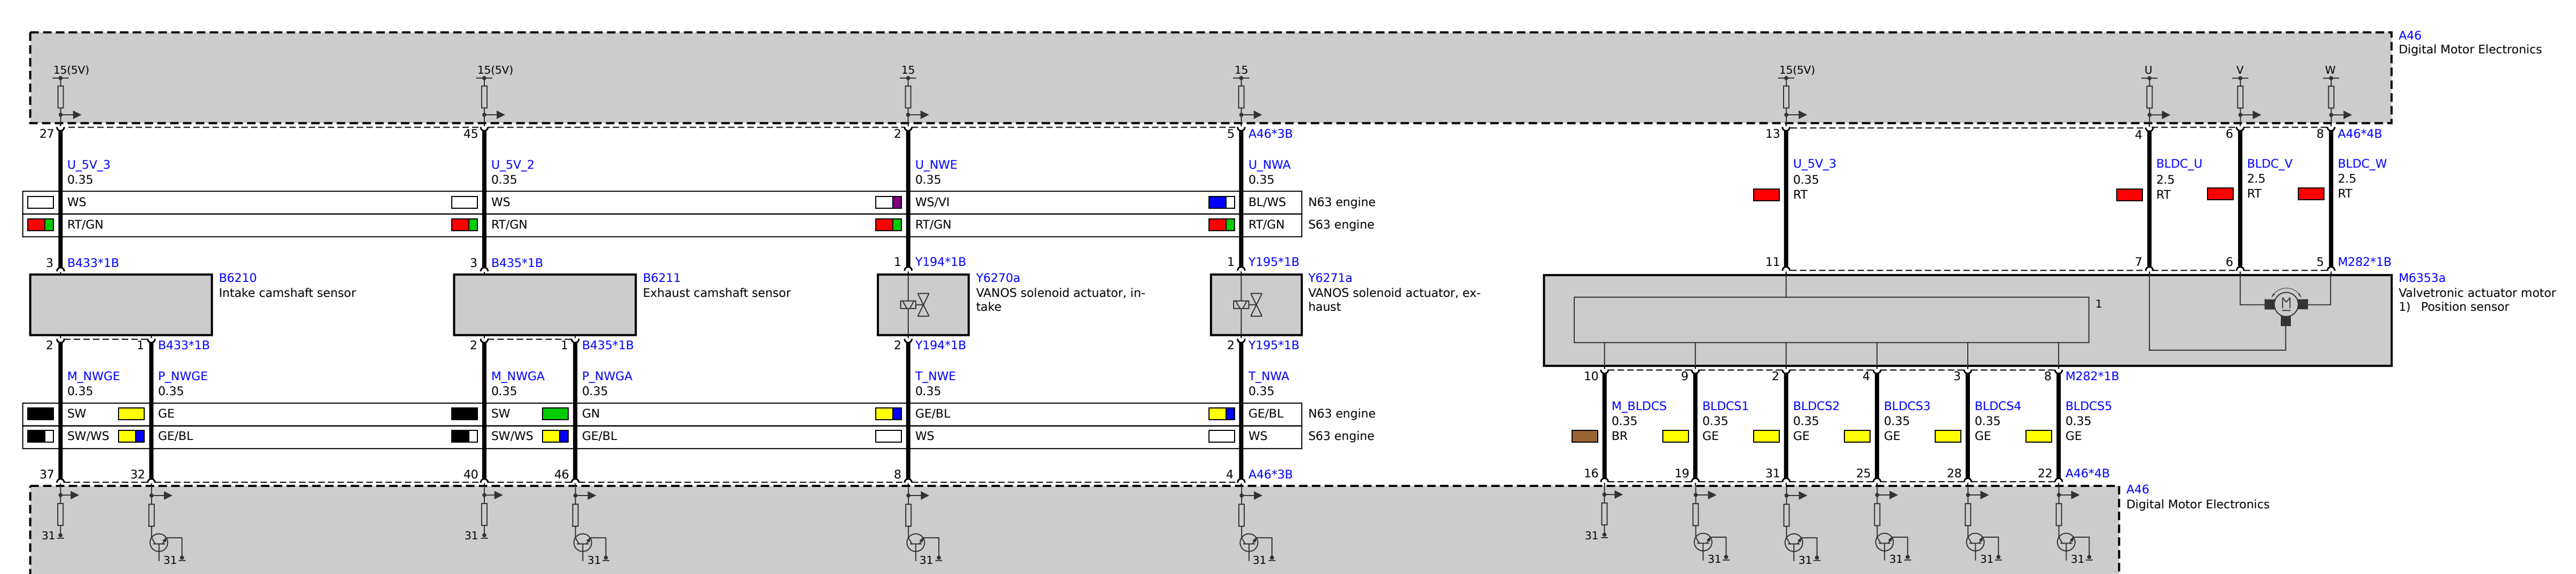 A46
Digital Motor Electronics
15(5V) 15(5V) 15 15 15(5V) U V W
27 45 2 5 A46*3B 13 4 6 8 A46*4B
U_5V_3 U_5V_2 U_NWE U_NWA U_5V_3 BLDC_U BLDC_V BLDC_W
0.35 0.35 0.35 0.35 0.35 2.5 2.5 2.5
RT RT RT RT
WS WS WS/VI BL/WS N63 engine
RT/GN RT/GN RT/GN RT/GN S63 engine
3 B433*1B 3 B435*1B 1 Y194*1B 1 Y195*1B 11 7 6 5 M282*1B
B6210 B6211 Y6270a Y6271a M6353a
Intake camshaft sensor Exhaust camshaft sensor VANOS solenoid actuator, in- VANOS solenoid actuator, ex- Valvetronic actuator motor
take haust 1) Position sensor
1 M
2 1 B433*1B 2 1 B435*1B 2 Y194*1B 2 Y195*1B
10 9 2 4 3 8 M282*1B
M_NWGE P_NWGE M_NWGA P_NWGA T_NWE T_NWA
0.35 0.35 0.35 0.35 0.35 0.35
M_BLDCS BLDCS1 BLDCS2 BLDCS3 BLDCS4 BLDCS5
0.35 0.35 0.35 0.35 0.35 0.35
SW GE SW GN GE/BL GE/BL N63 engine
SW/WS GE/BL SW/WS GE/BL WS WS S63 engine
BR GE GE GE GE GE
37 32 40 46 8 4 A46*3B 16 19 31 25 28 22 A46*4B
A46
Digital Motor Electronics
31 31 31
31 31 31 31 31 31 31 31 31